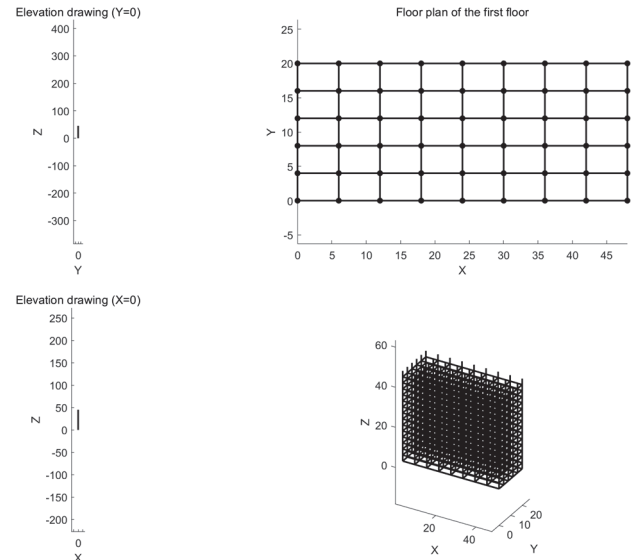 Elevation drawing (Y=0)
400
300
200
100
0
-100
-200
-300
Z
0
Y
Floor plan of the first floor
25
20
15
10
5
0
-5
Y
0 5 10 15 20 25 30 35 40 45
X
Elevation drawing (X=0)
250
200
150
100
50
0
-50
-100
-150
-200
Z
0
X
60
40
20
0
Z
20 40
X
0 10 20
Y